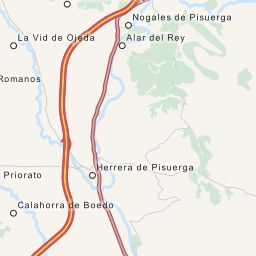 Nogales de Pisuerga
La Vid de Ojeda
Alar del Rey
Romanos
Herrera de Pisuerga
Priorato
Calahorra de Boedo